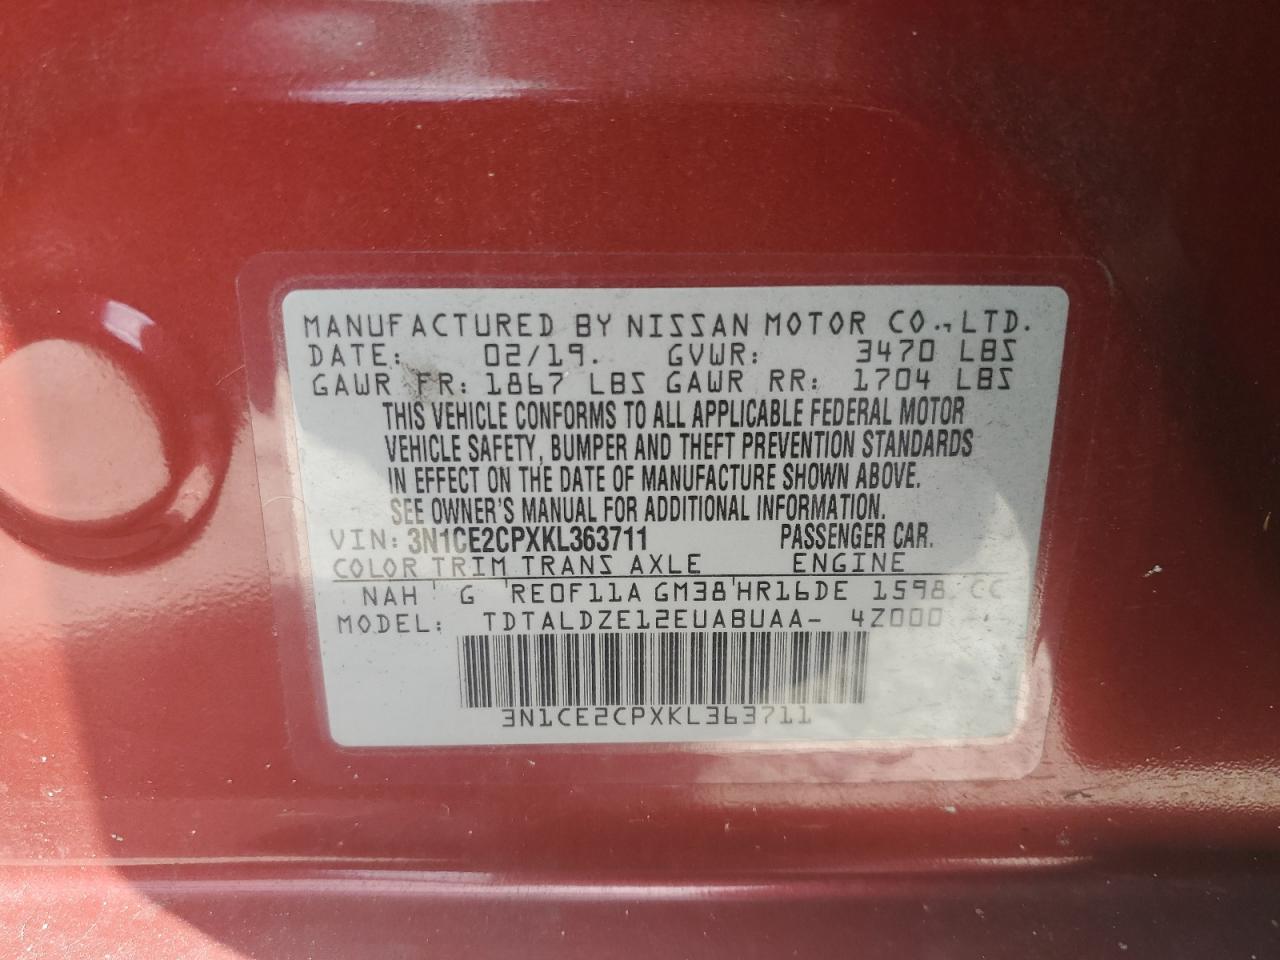 MANUFACTURED BY NISSAN MOTOR CO., LTD.
DATE: 02/19. GVWR: 3470 LBS
GAWR FR: 1867 LBS GAWR RR: 1704 LBS
THIS VEHICLE CONFORMS TO ALL APPLICABLE FEDERAL MOTOR
VEHICLE SAFETY, BUMPER AND THEFT PREVENTION STANDARDS
IN EFFECT ON THE DATE OF MANUFACTURE SHOWN ABOVE.
SEE OWNER'S MANUAL FOR ADDITIONAL INFORMATION.
VIN: 3N1CE2CPXKL363711 PASSENGER CAR.
COLOR TRIM TRANS AXLE ENGINE
NAH G RE0F11A GM38 HR16DE 1598 CC
MODEL: TDTALDZE12EUABUAA- 4Z000
3N1CE2CPXKL363711